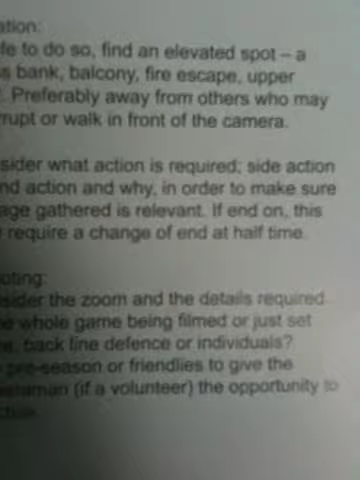 ation:
fe to do so, find an elevated spot – a
s bank, balcony, fire escape, upper
. Preferably away from others who may
rrupt or walk in front of the camera.
sider what action is required; side action
nd action and why, in order to make sure
age gathered is relevant. If end on, this
require a change of end at half time.
oting:
sider the zoom and the details required.
e whole game being filmed or just set
back line defence or individuals?
pre-season or friendlies to give the
(if a volunteer) the opportunity to